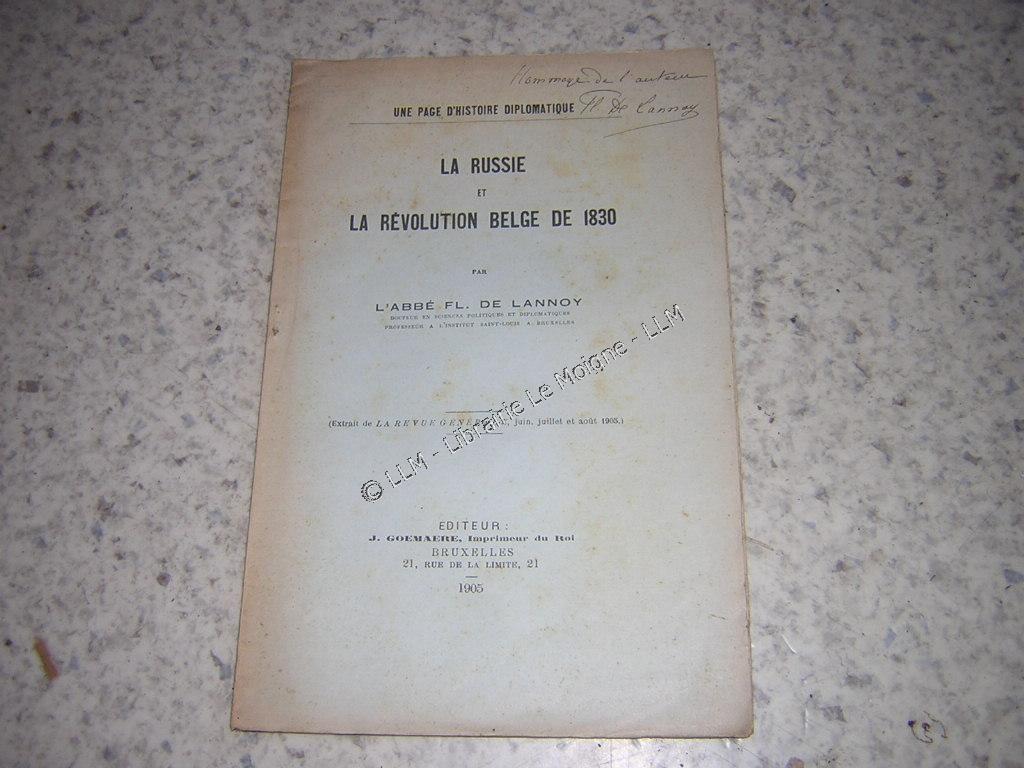 Hommage de l'auteur
UNE PAGE D'HISTOIRE DIPLOMATIQUE Fl. De Lannoy
LA RUSSIE
ET
LA RÉVOLUTION BELGE DE 1830
PAR
L'ABBÉ FL. DE LANNOY
DOCTEUR EN SCIENCES POLITIQUES ET DIPLOMATIQUES
PROFESSEUR A L'INSTITUT SAINT-LOUIS A BRUXELLES
(Extrait de LA REVUE GÉNÉ juin, juillet et août 1905.)
© LLM - Librairie Le Moigne - LLM
EDITEUR :
J. GOEMAERE, Imprimeur du Roi
BRUXELLES
21, RUE DE LA LIMITE, 21
1905